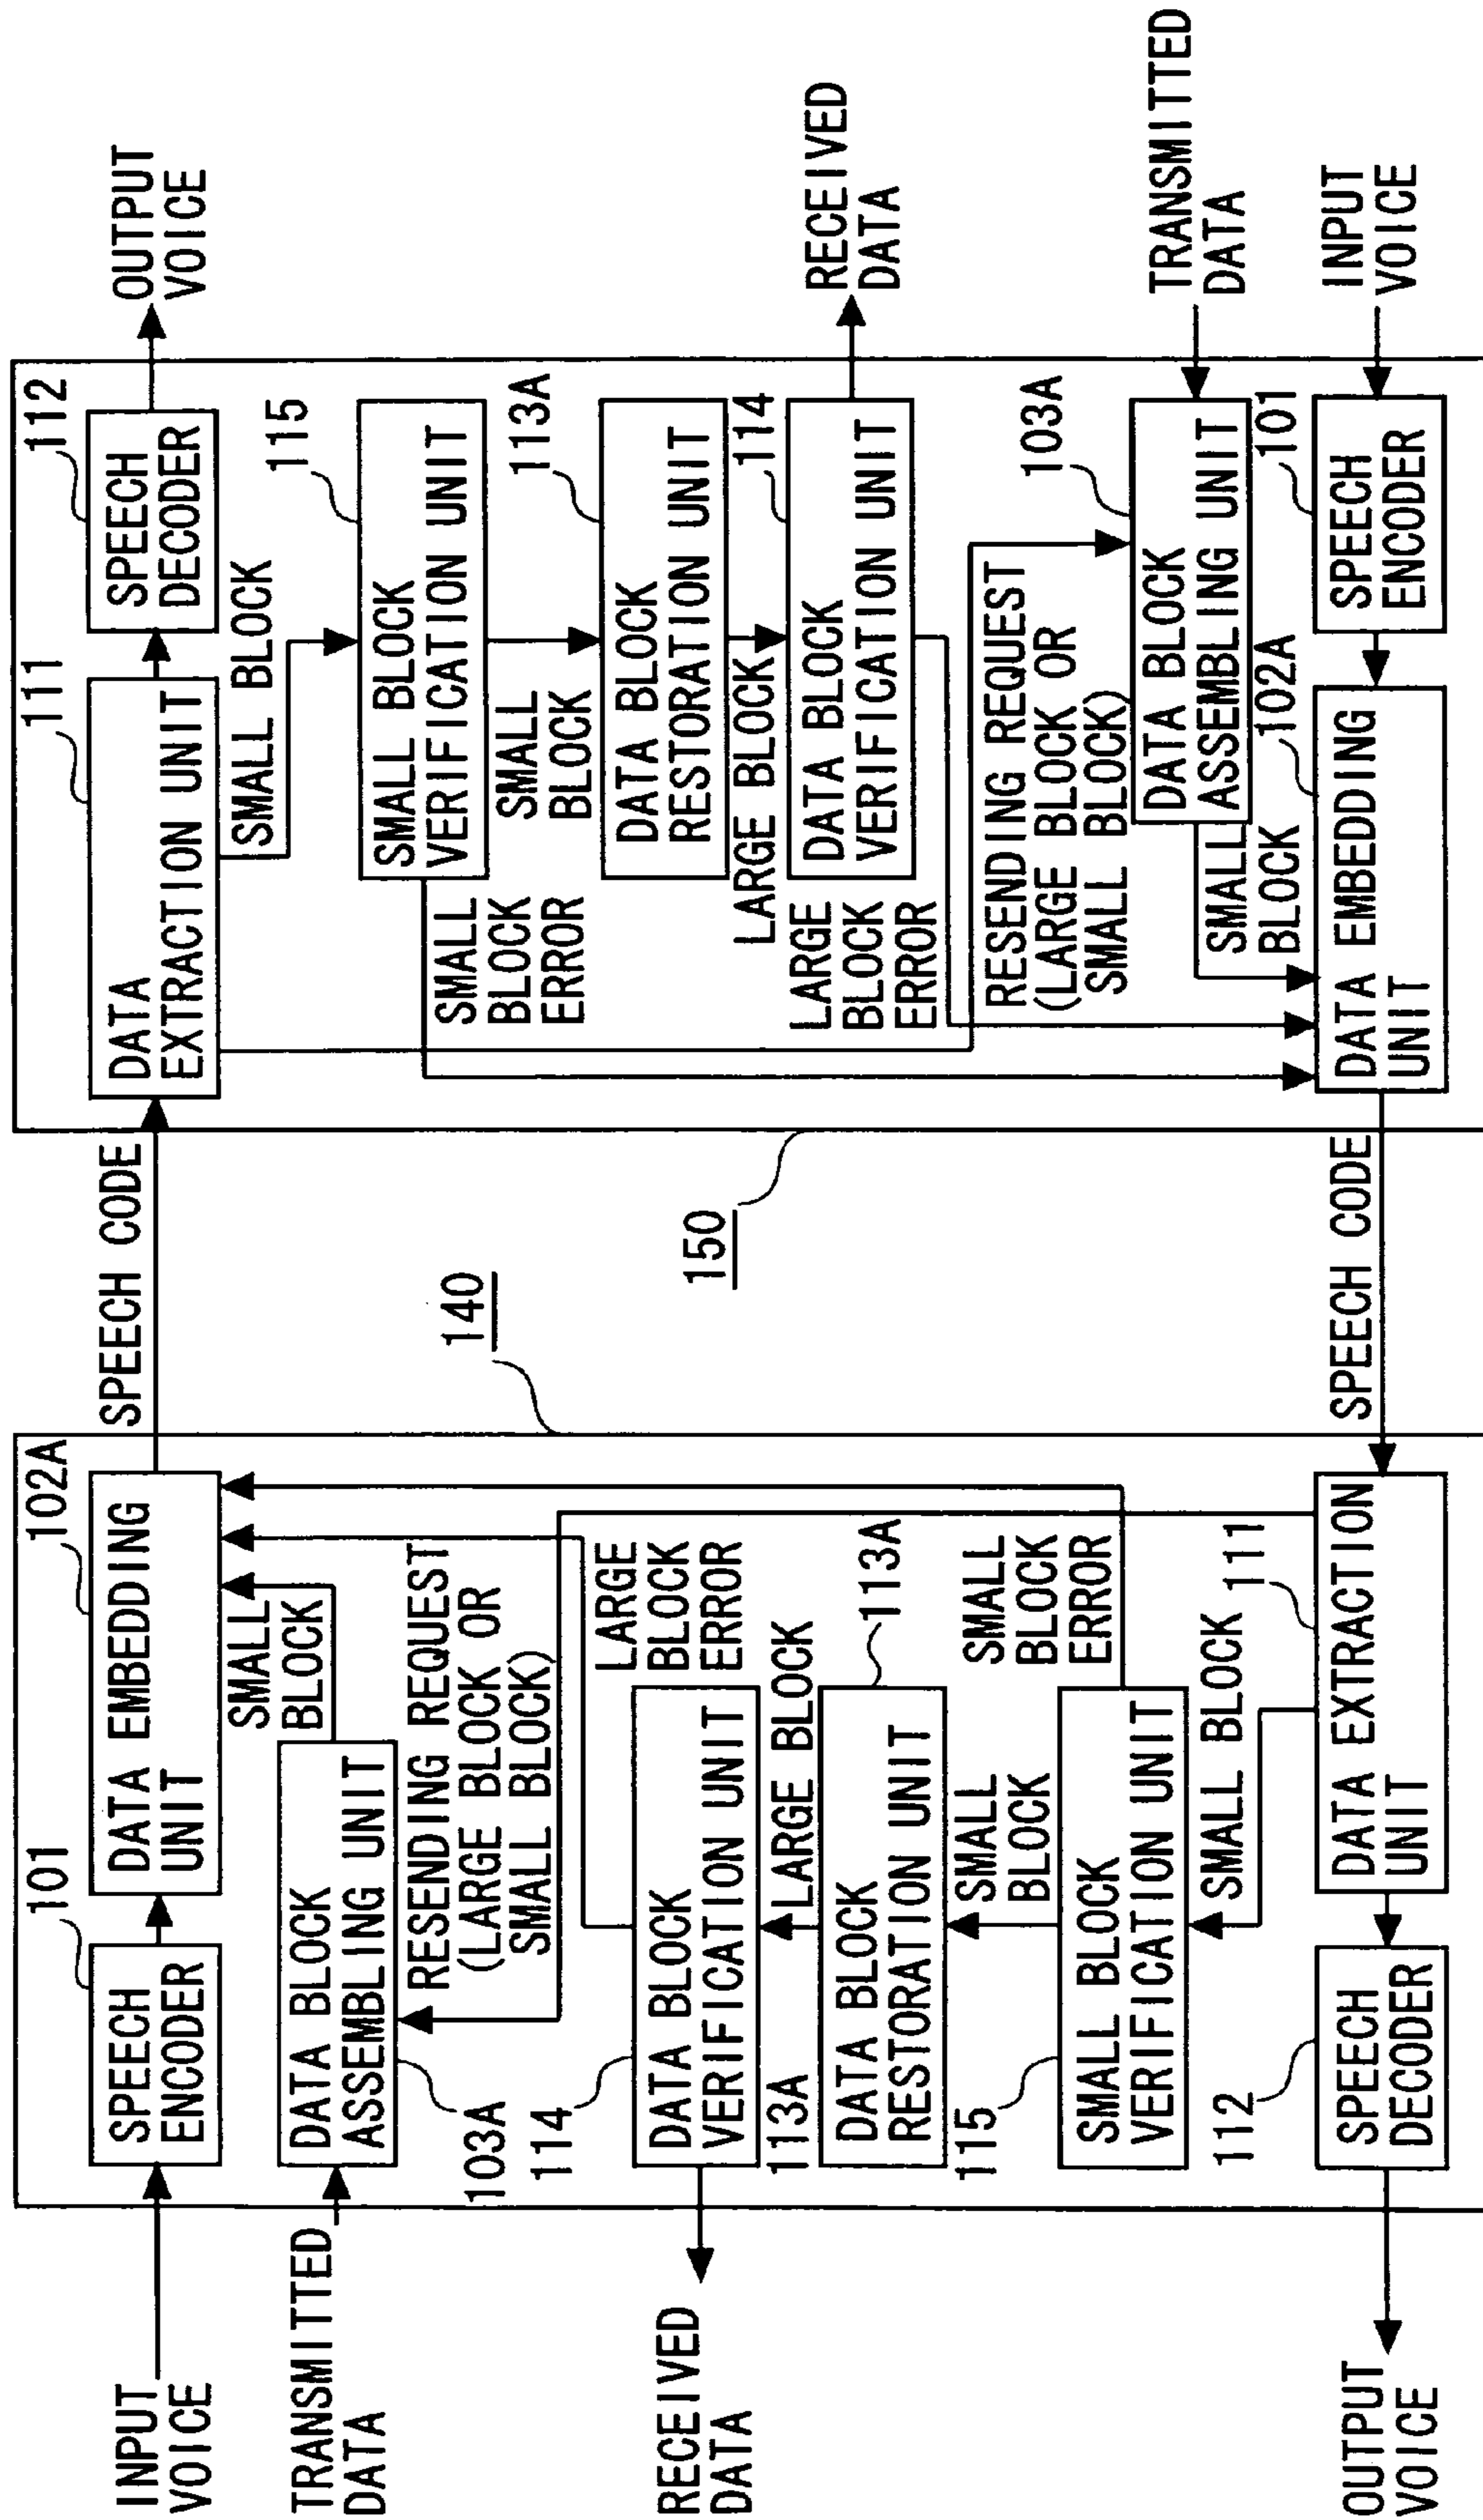 INPUT
VOICE
101
SPEECH
ENCODER
102A
DATA EMBEDDING
UNIT
SMALL
BLOCK
TRANSMITTED
DATA
DATA BLOCK
ASSEMBLING UNIT
103A
RESENDING REQUEST
(LARGE BLOCK OR
SMALL BLOCK)
114
DATA BLOCK
VERIFICATION UNIT
LARGE
BLOCK
ERROR
RECEIVED
DATA
113A
LARGE BLOCK
DATA BLOCK
RESTORATION UNIT
113A
SMALL
BLOCK
115
SMALL BLOCK
VERIFICATION UNIT
SMALL
BLOCK
ERROR
SMALL BLOCK
111
DATA EXTRACTION
UNIT
112
SPEECH
DECODER
OUTPUT
VOICE
140
SPEECH CODE
150
SPEECH CODE
111
DATA
EXTRACTION UNIT
112
SPEECH
DECODER
OUTPUT
VOICE
SMALL BLOCK
115
SMALL BLOCK
VERIFICATION UNIT
SMALL
BLOCK
ERROR
SMALL
BLOCK
113A
DATA BLOCK
RESTORATION UNIT
LARGE BLOCK
114
DATA BLOCK
VERIFICATION UNIT
RECEIVED
DATA
LARGE
BLOCK
ERROR
RESENDING REQUEST
(LARGE BLOCK OR
SMALL BLOCK)
103A
DATA BLOCK
ASSEMBLING UNIT
TRANSMITTED
DATA
SMALL
BLOCK
102A
DATA EMBEDDING
UNIT
101
SPEECH
ENCODER
INPUT
VOICE